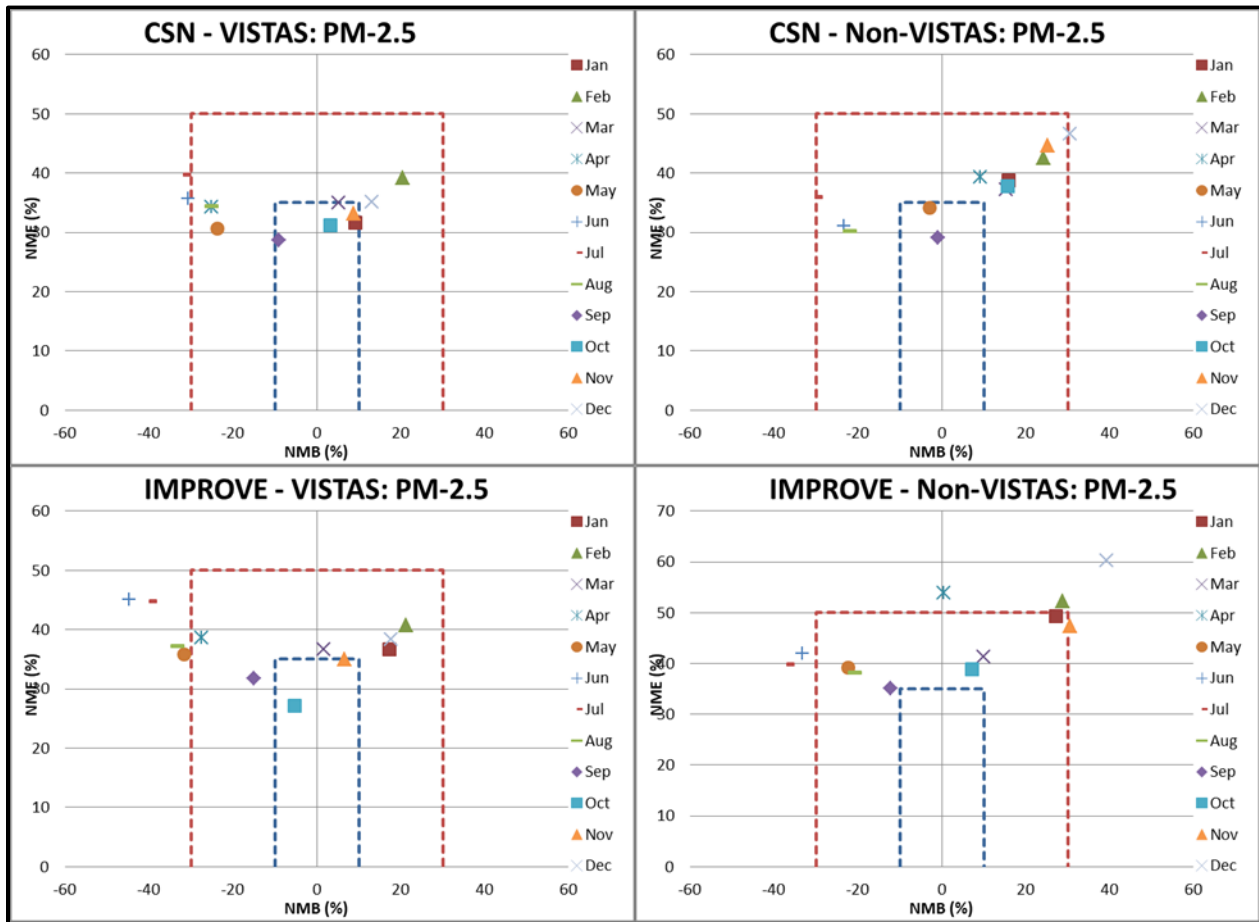 CSN - VISTAS: PM-2.5
60
50
40
30
20
10
0
NME (%)
-60 -40 -20 0 20 40 60
NMB (%)
Jan
Feb
Mar
Apr
May
Jun
Jul
Aug
Sep
Oct
Nov
Dec
CSN - Non-VISTAS: PM-2.5
60
50
40
30
20
10
0
NME (%)
-60 -40 -20 0 20 40 60
NMB (%)
Jan
Feb
Mar
Apr
May
Jun
Jul
Aug
Sep
Oct
Nov
Dec
IMPROVE - VISTAS: PM-2.5
60
50
40
30
20
10
0
NME (%)
-60 -40 -20 0 20 40 60
NMB (%)
Jan
Feb
Mar
Apr
May
Jun
Jul
Aug
Sep
Oct
Nov
Dec
IMPROVE - Non-VISTAS: PM-2.5
70
60
50
40
30
20
10
0
NME (%)
-60 -40 -20 0 20 40 60
NMB (%)
Jan
Feb
Mar
Apr
May
Jun
Jul
Aug
Sep
Oct
Nov
Dec